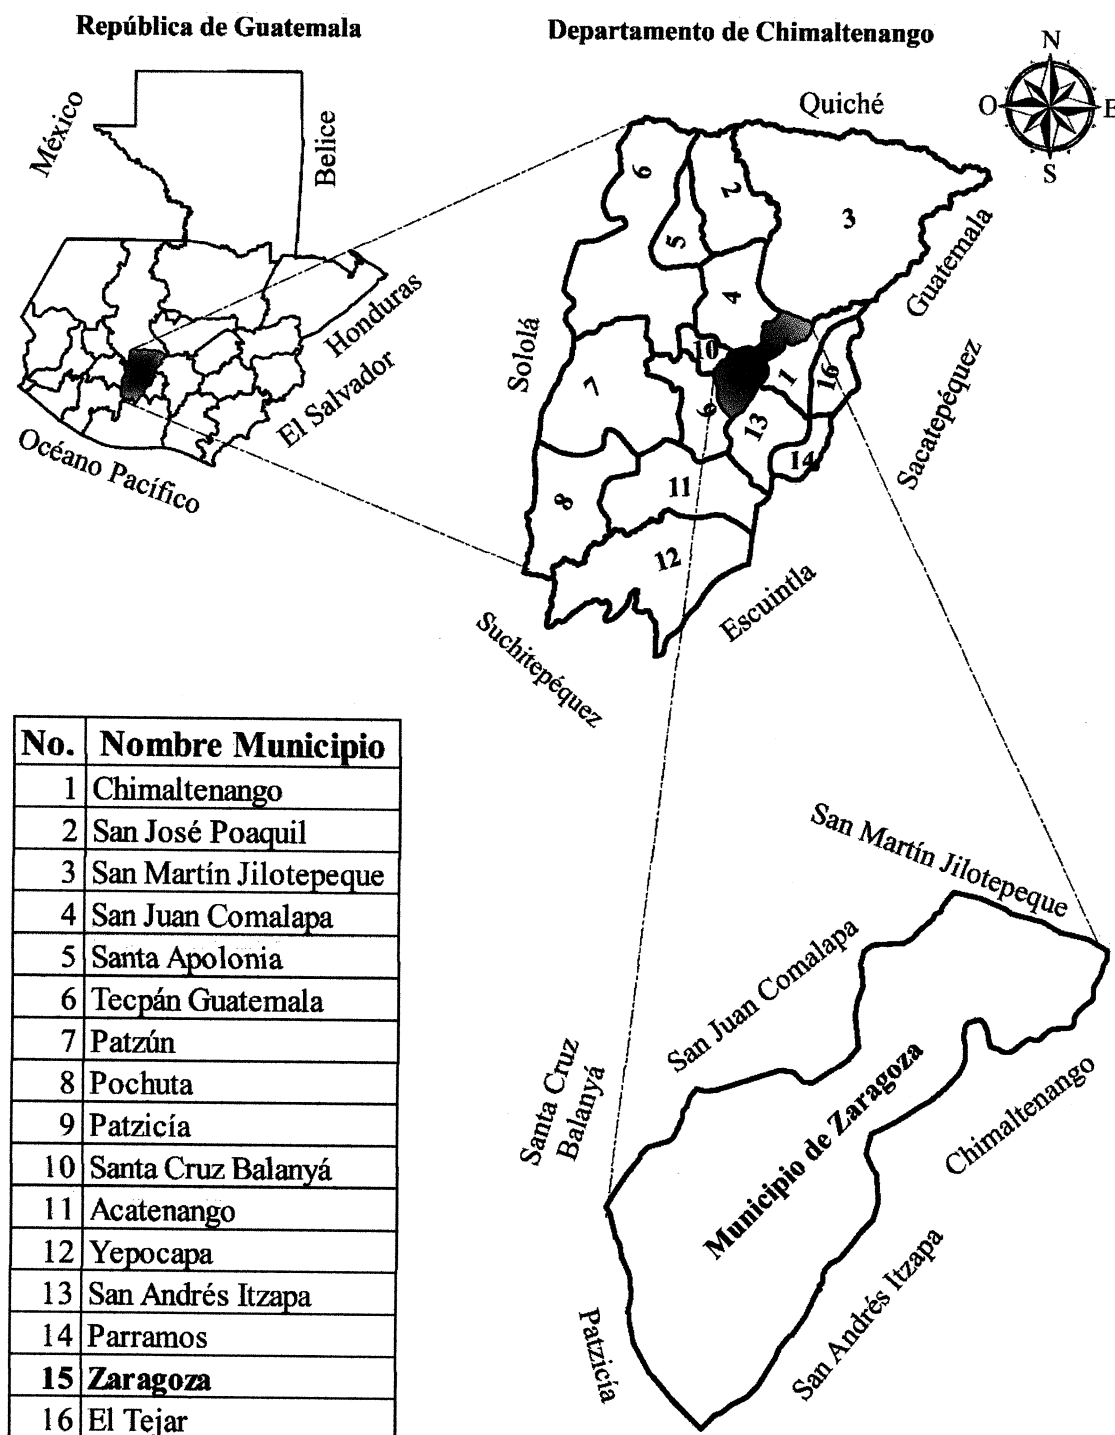 República de Guatemala
Departamento de Chimaltenango
N
O
E
S
México
Belice
Honduras
El Salvador
Océano Pacífico
Quiché
Guatemala
Sololá
Sacatepéquez
Escuintla
Suchitepéquez
6
2
3
5
4
10
7
9
1
16
13
14
8
11
12
No. Nombre Municipio
1 Chimaltenango
2 San José Poaquil
3 San Martín Jilotepeque
4 San Juan Comalapa
5 Santa Apolonia
6 Tecpán Guatemala
7 Patzún
8 Pochuta
9 Patzicía
10 Santa Cruz Balanyá
11 Acatenango
12 Yepocapa
13 San Andrés Itzapa
14 Parramos
15 Zaragoza
16 El Tejar
San Martín Jilotepeque
San Juan Comalapa
Santa Cruz
Balanyá
Municipio de Zaragoza
Chimaltenango
San Andrés Itzapa
Patzicía